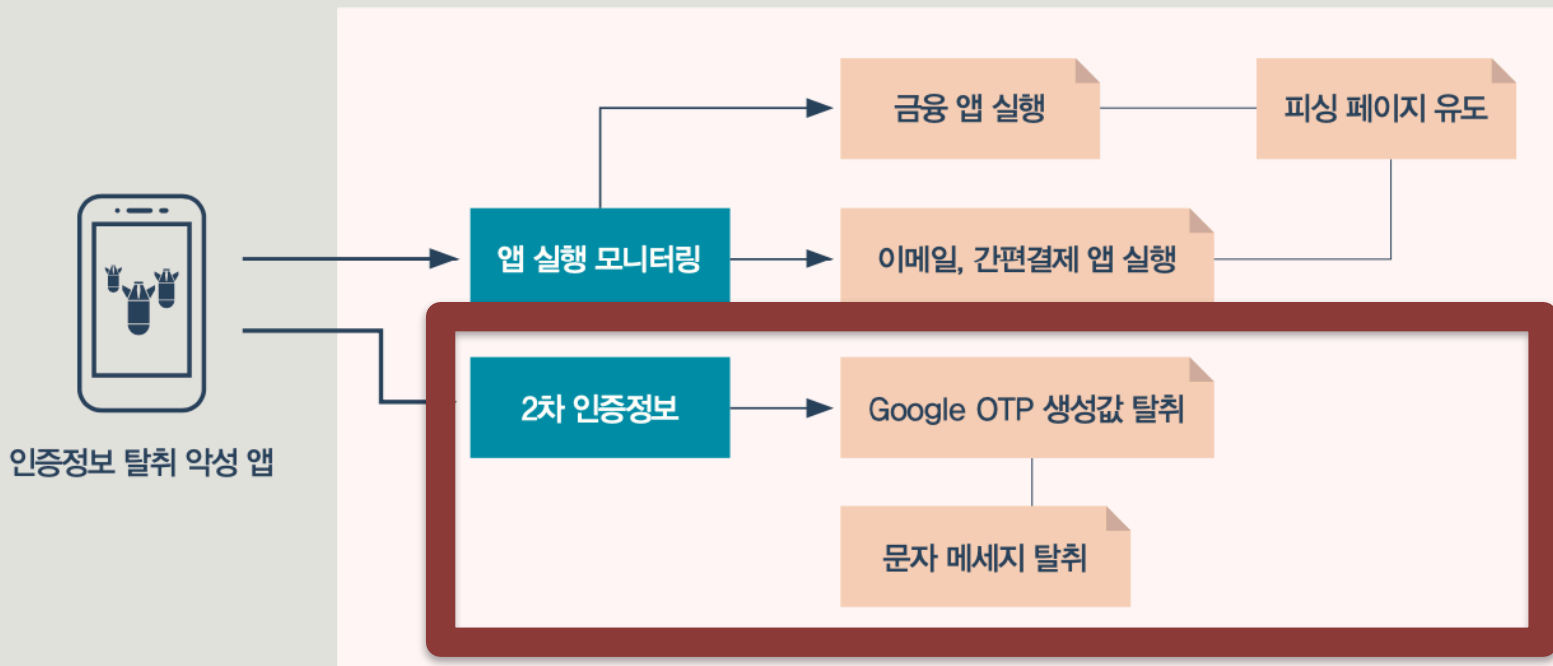 금융 앱 실행
피싱 페이지 유도
앱 실행 모니터링
이메일, 간편결제 앱 실행
2차 인증정보
Google OTP 생성값 탈취
인증정보 탈취 악성 앱
문자 메세지 탈취